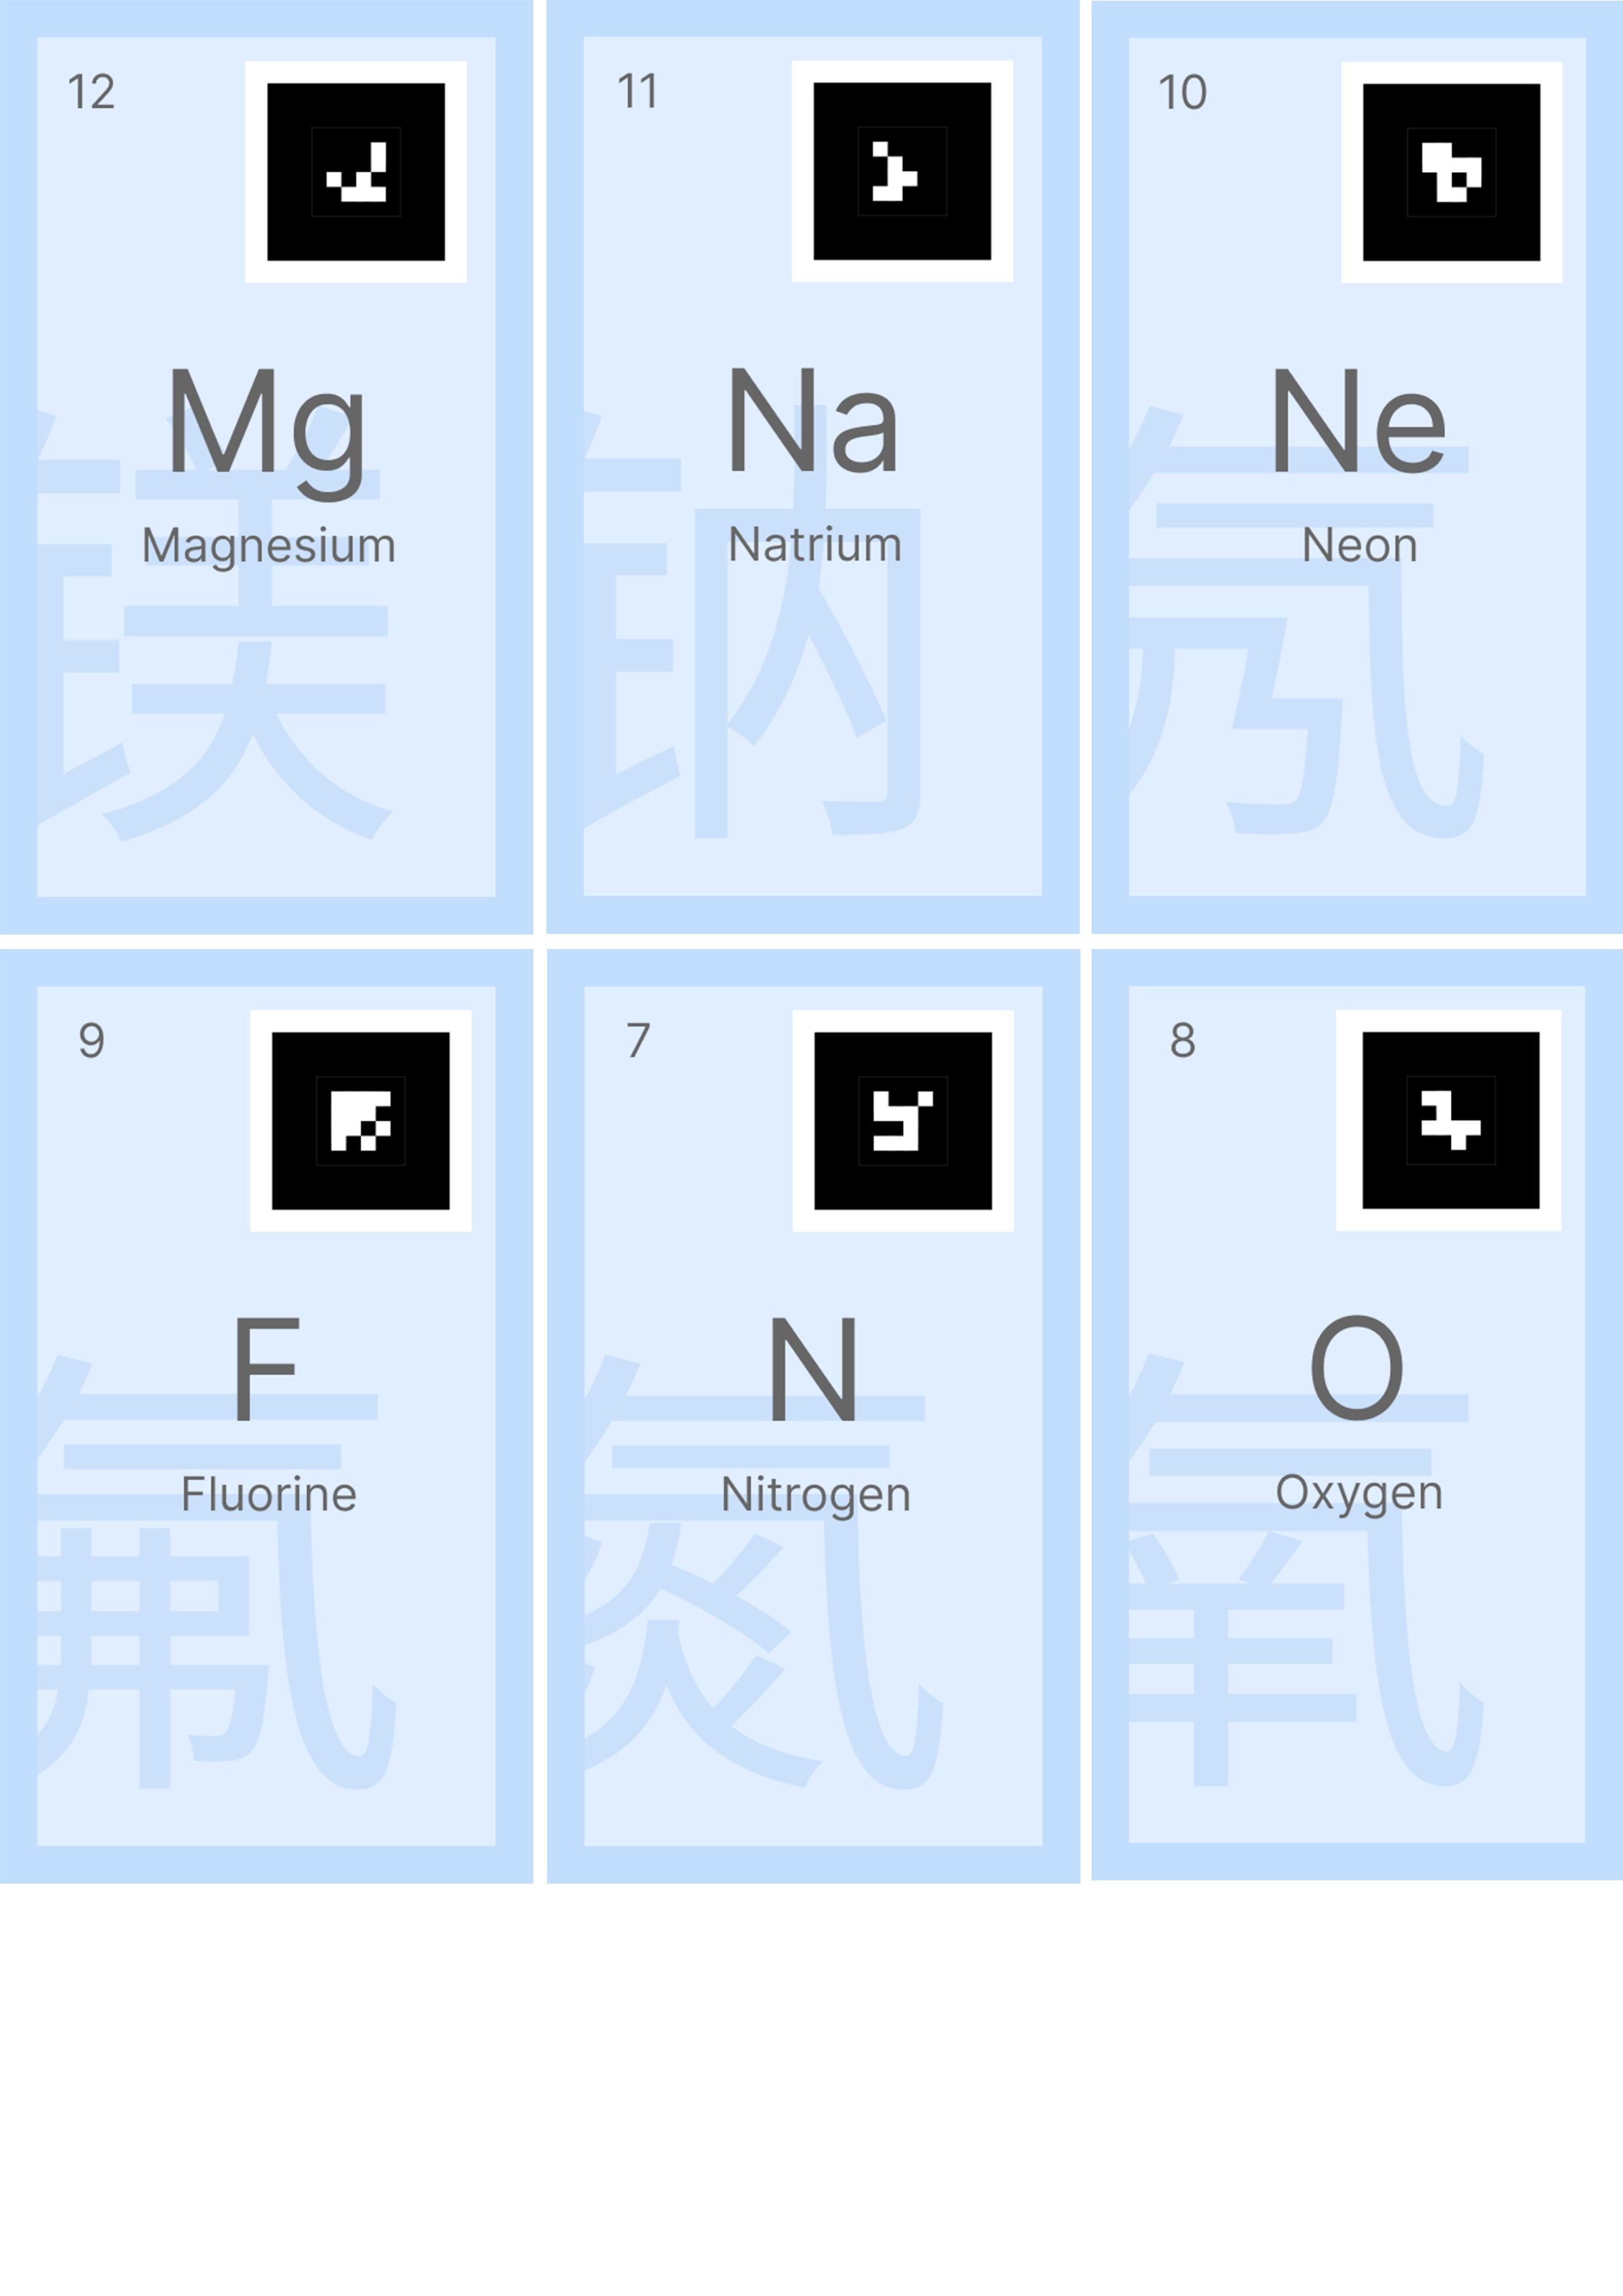 12
Mg
Magnesium
镁
11
Na
Natrium
钠
10
Ne
Neon
氖
9
F
Fluorine
氟
7
N
Nitrogen
氮
8
O
Oxygen
氧